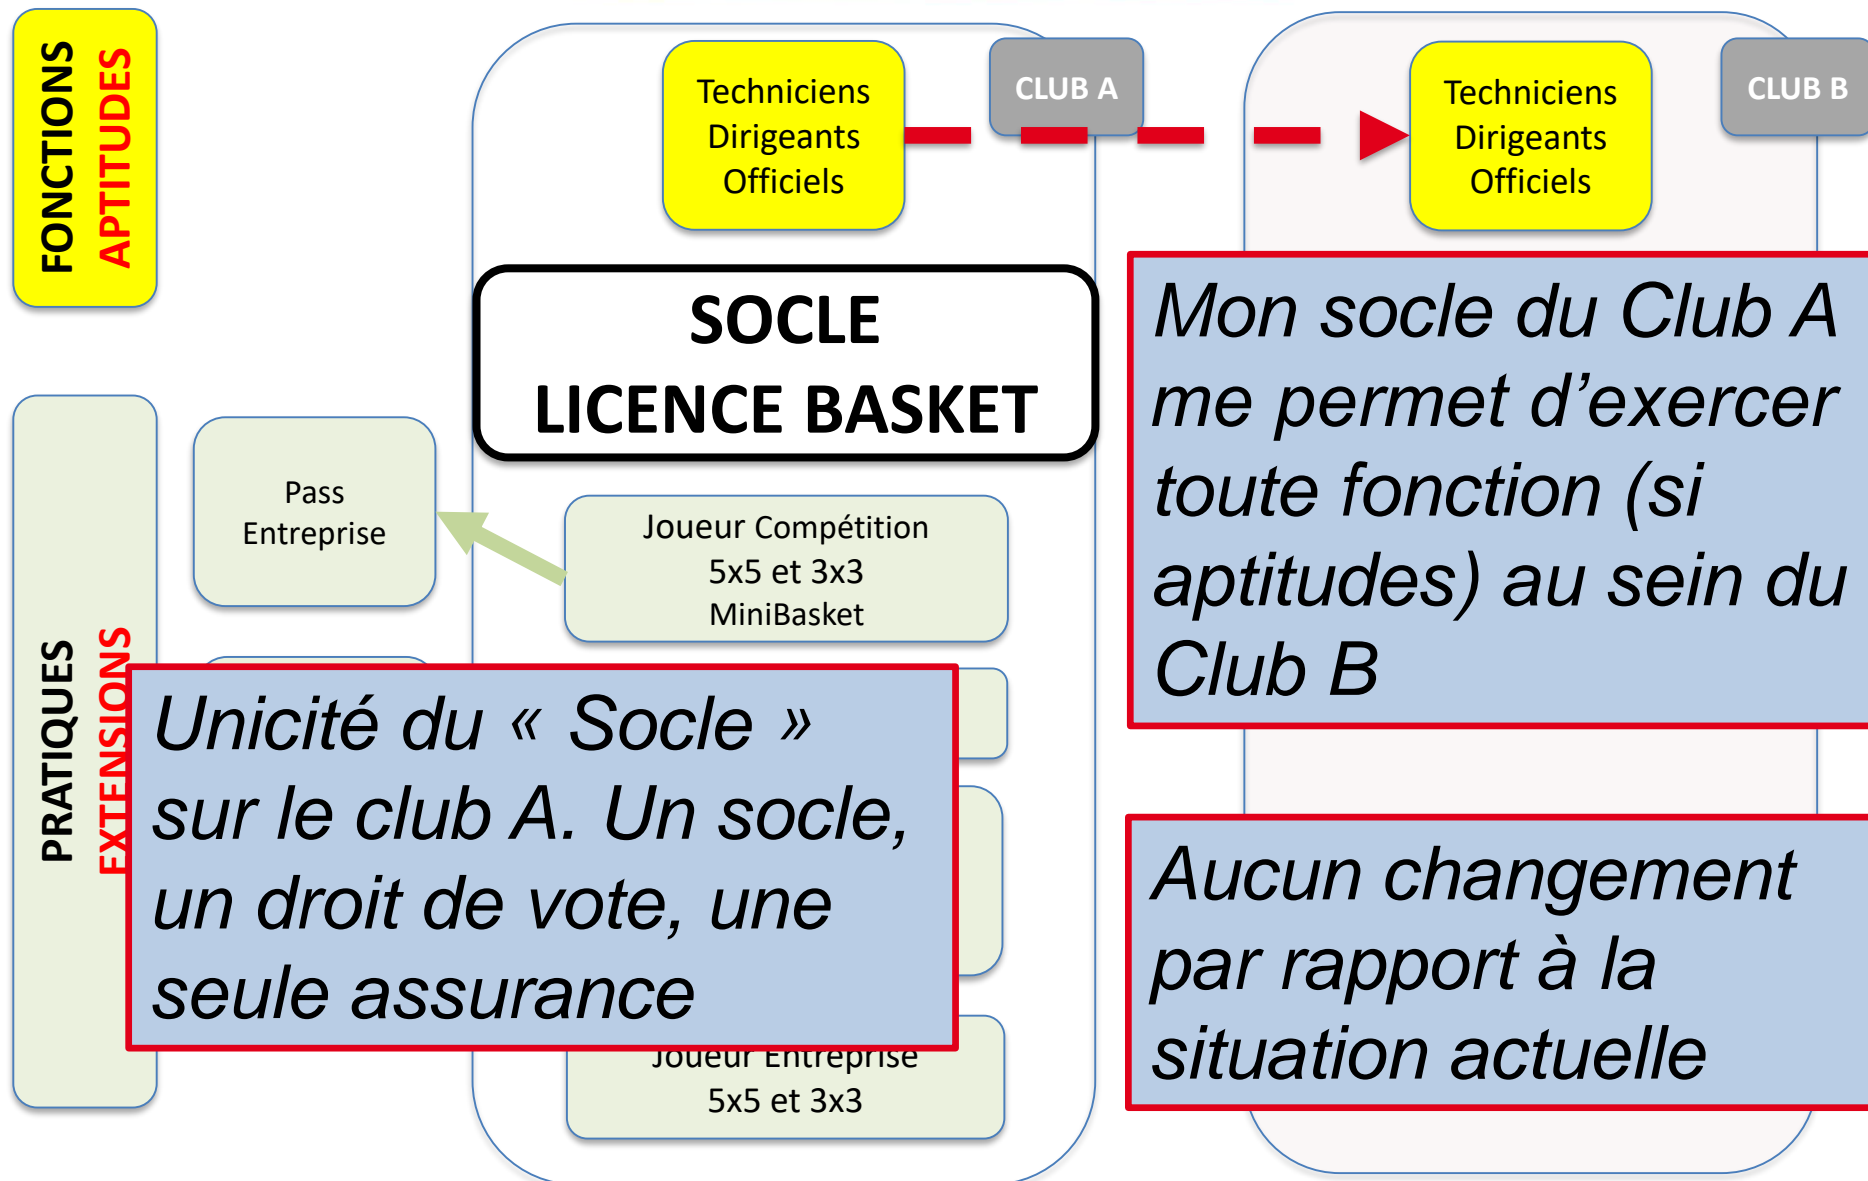 FONCTIONS
APTITUDES
Techniciens
Dirigeants
Officiels
CLUB A
Techniciens
Dirigeants
Officiels
CLUB B
SOCLE
LICENCE BASKET
Mon socle du Club A
me permet d’exercer
toute fonction (si
aptitudes) au sein du
Club B
PRATIQUES
EXTENSIONS
Pass
Entreprise
Joueur Compétition
5x5 et 3x3
MiniBasket
Unicité du « Socle »
sur le club A. Un socle,
un droit de vote, une
seule assurance
Aucun changement
par rapport à la
situation actuelle
Joueur Entreprise
5x5 et 3x3